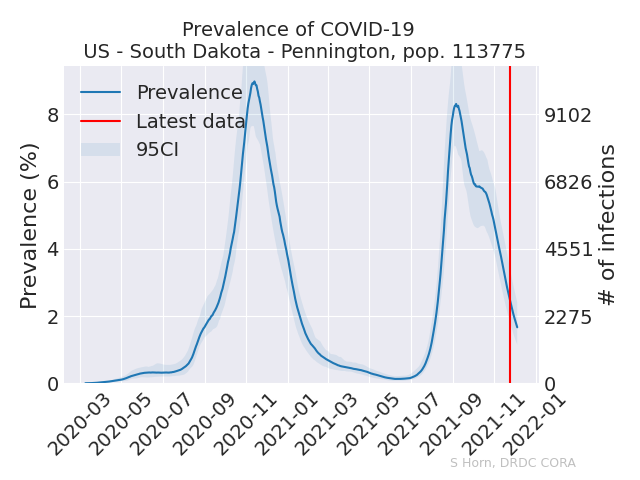 Prevalence of COVID-19
US - South Dakota - Pennington, pop. 113775
Prevalence
Latest data
95CI
Prevalence (%)
8
6
4
2
0
9102
6826
4551
2275
0
# of infections
2020-03
2020-05
2020-07
2020-09
2020-11
2021-01
2021-03
2021-05
2021-07
2021-09
2021-11
2022-01
S Horn, DRDC CORA